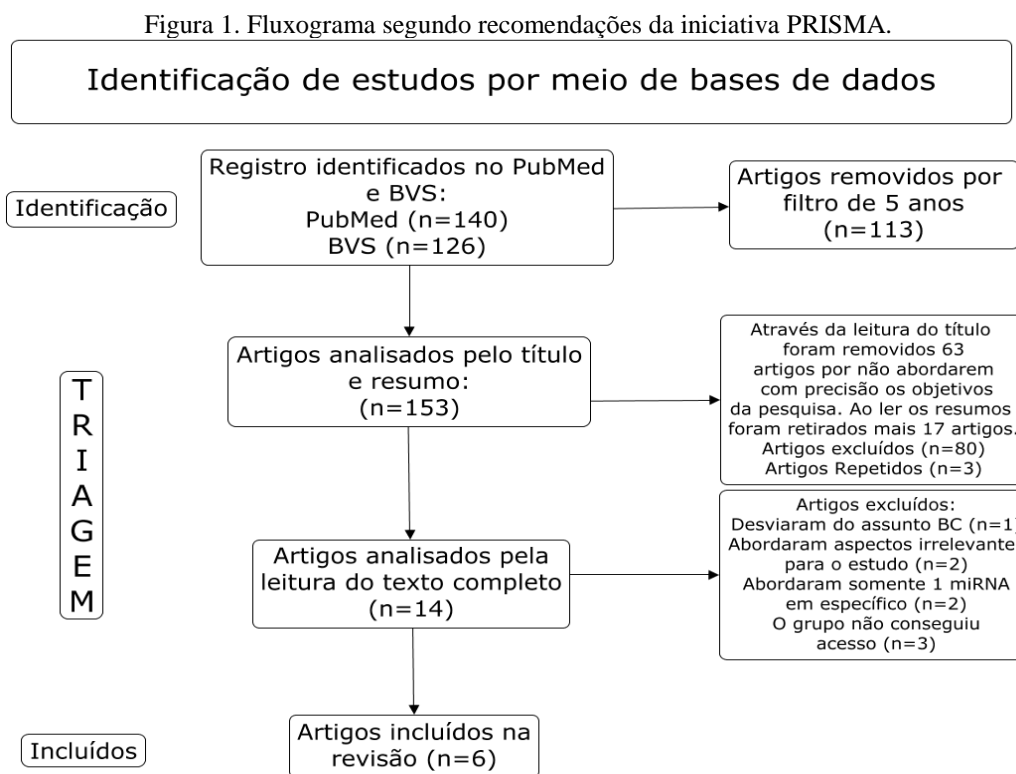 Figura 1. Fluxograma segundo recomendações da iniciativa PRISMA.
Identificação de estudos por meio de bases de dados
Identificação
Registro identificados no PubMed
e BVS:
PubMed (n=140)
BVS (n=126)
Artigos removidos por
filtro de 5 anos
(n=113)
T
R
I
A
G
E
M
Artigos analisados pelo título
e resumo:
(n=153)
Através da leitura do título
foram removidos 63
artigos por não abordarem
com precisão os objetivos
da pesquisa. Ao ler os resumos
foram retirados mais 17 artigos.
Artigos excluídos (n=80)
Artigos Repetidos (n=3)
Artigos analisados pela
leitura do texto completo
(n=14)
Artigos excluídos:
Desviaram do assunto BC (n=1)
Abordaram aspectos irrelevante
para o estudo (n=2)
Abordaram somente 1 miRNA
em específico (n=2)
O grupo não conseguiu
acesso (n=3)
Incluídos
Artigos incluídos na
revisão (n=6)